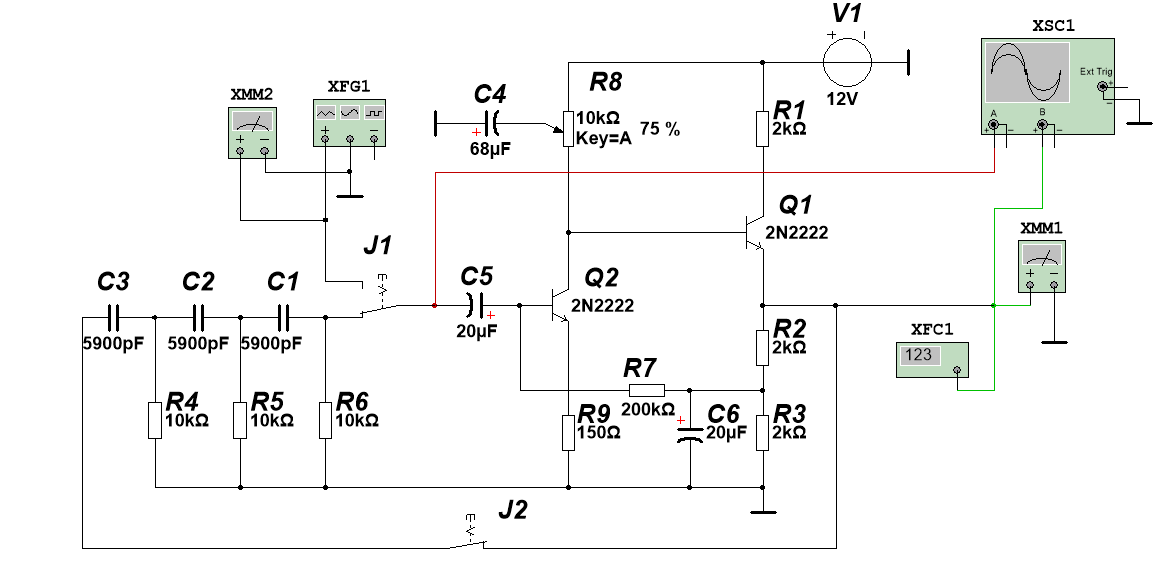 V1
+ −
12V
XSC1
Ext Trig
+
−
A
B
+ − + −
XMM2
+ −
XFG1
+ −
C4
+
68µF
R8
10kΩ
Key=A
75 %
R1
2kΩ
Q1
2N2222
XMM1
+ −
J1
C3
5900pF
C2
5900pF
C1
5900pF
C5
+
20µF
Q2
2N2222
R2
2kΩ
XFC1
123
R7
200kΩ
R4
10kΩ
R5
10kΩ
R6
10kΩ
R9
150Ω
+
C6
20µF
R3
2kΩ
J2